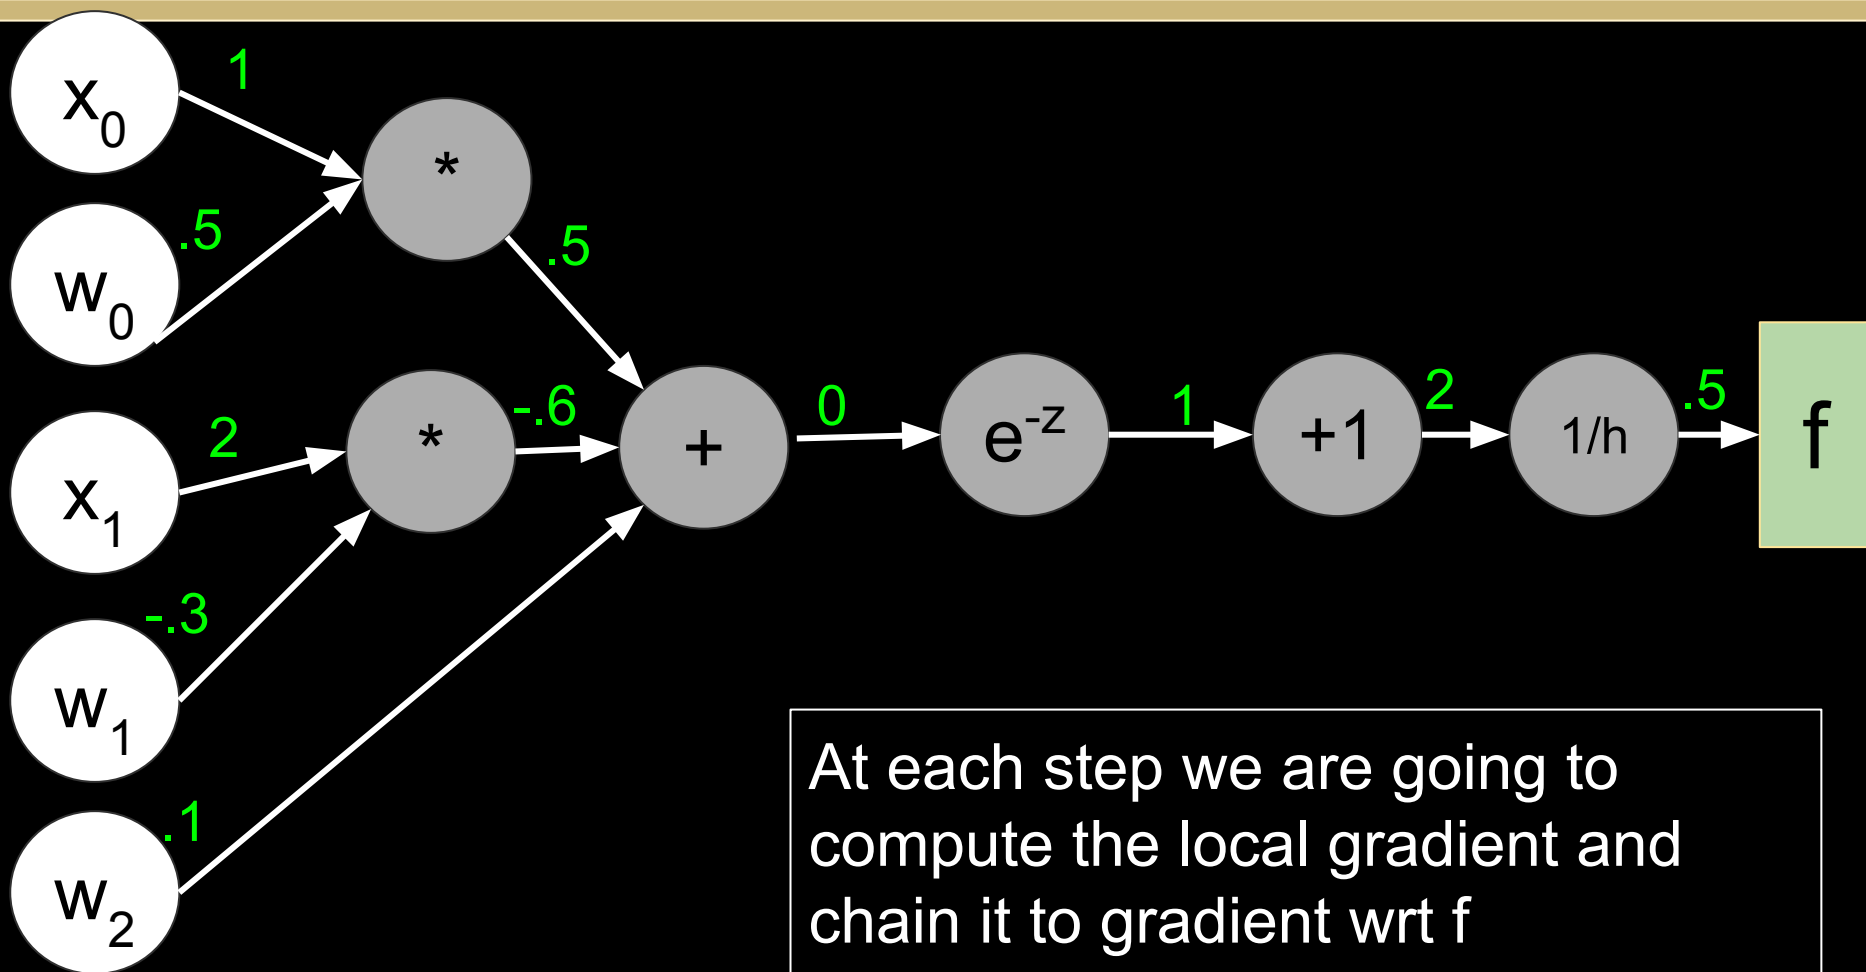 x0
1
*
w0
.5
.5
x1
2
*
-.6
+
0
e-z
1
+1
2
1/h
.5
f
w1
-.3
w2
.1
At each step we are going to
compute the local gradient and
chain it to gradient wrt f